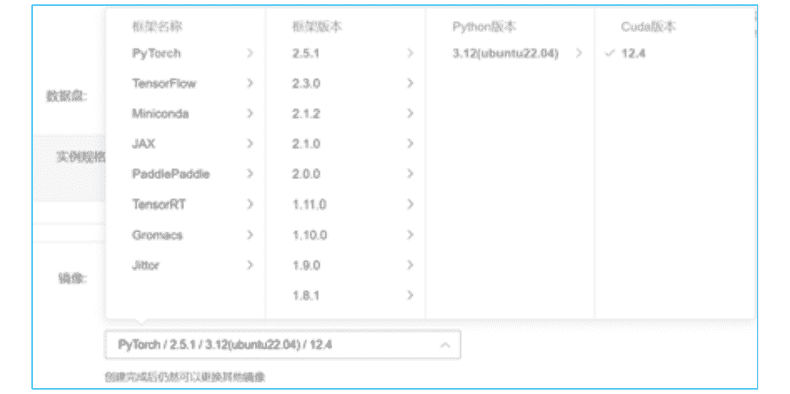 框架名称 框架版本 Python版本 Cuda版本
PyTorch 2.5.1 3.12(ubuntu22.04) 12.4
TensorFlow 2.3.0
数据盘:
Miniconda 2.1.2
JAX 2.1.0
实例规格
PaddlePaddle 2.0.0
TensorRT 1.11.0
Gromacs 1.10.0
Jittor 1.9.0
镜像:
1.8.1
PyTorch / 2.5.1 / 3.12(ubuntu22.04) / 12.4
创建完成后仍然可以更换其他镜像